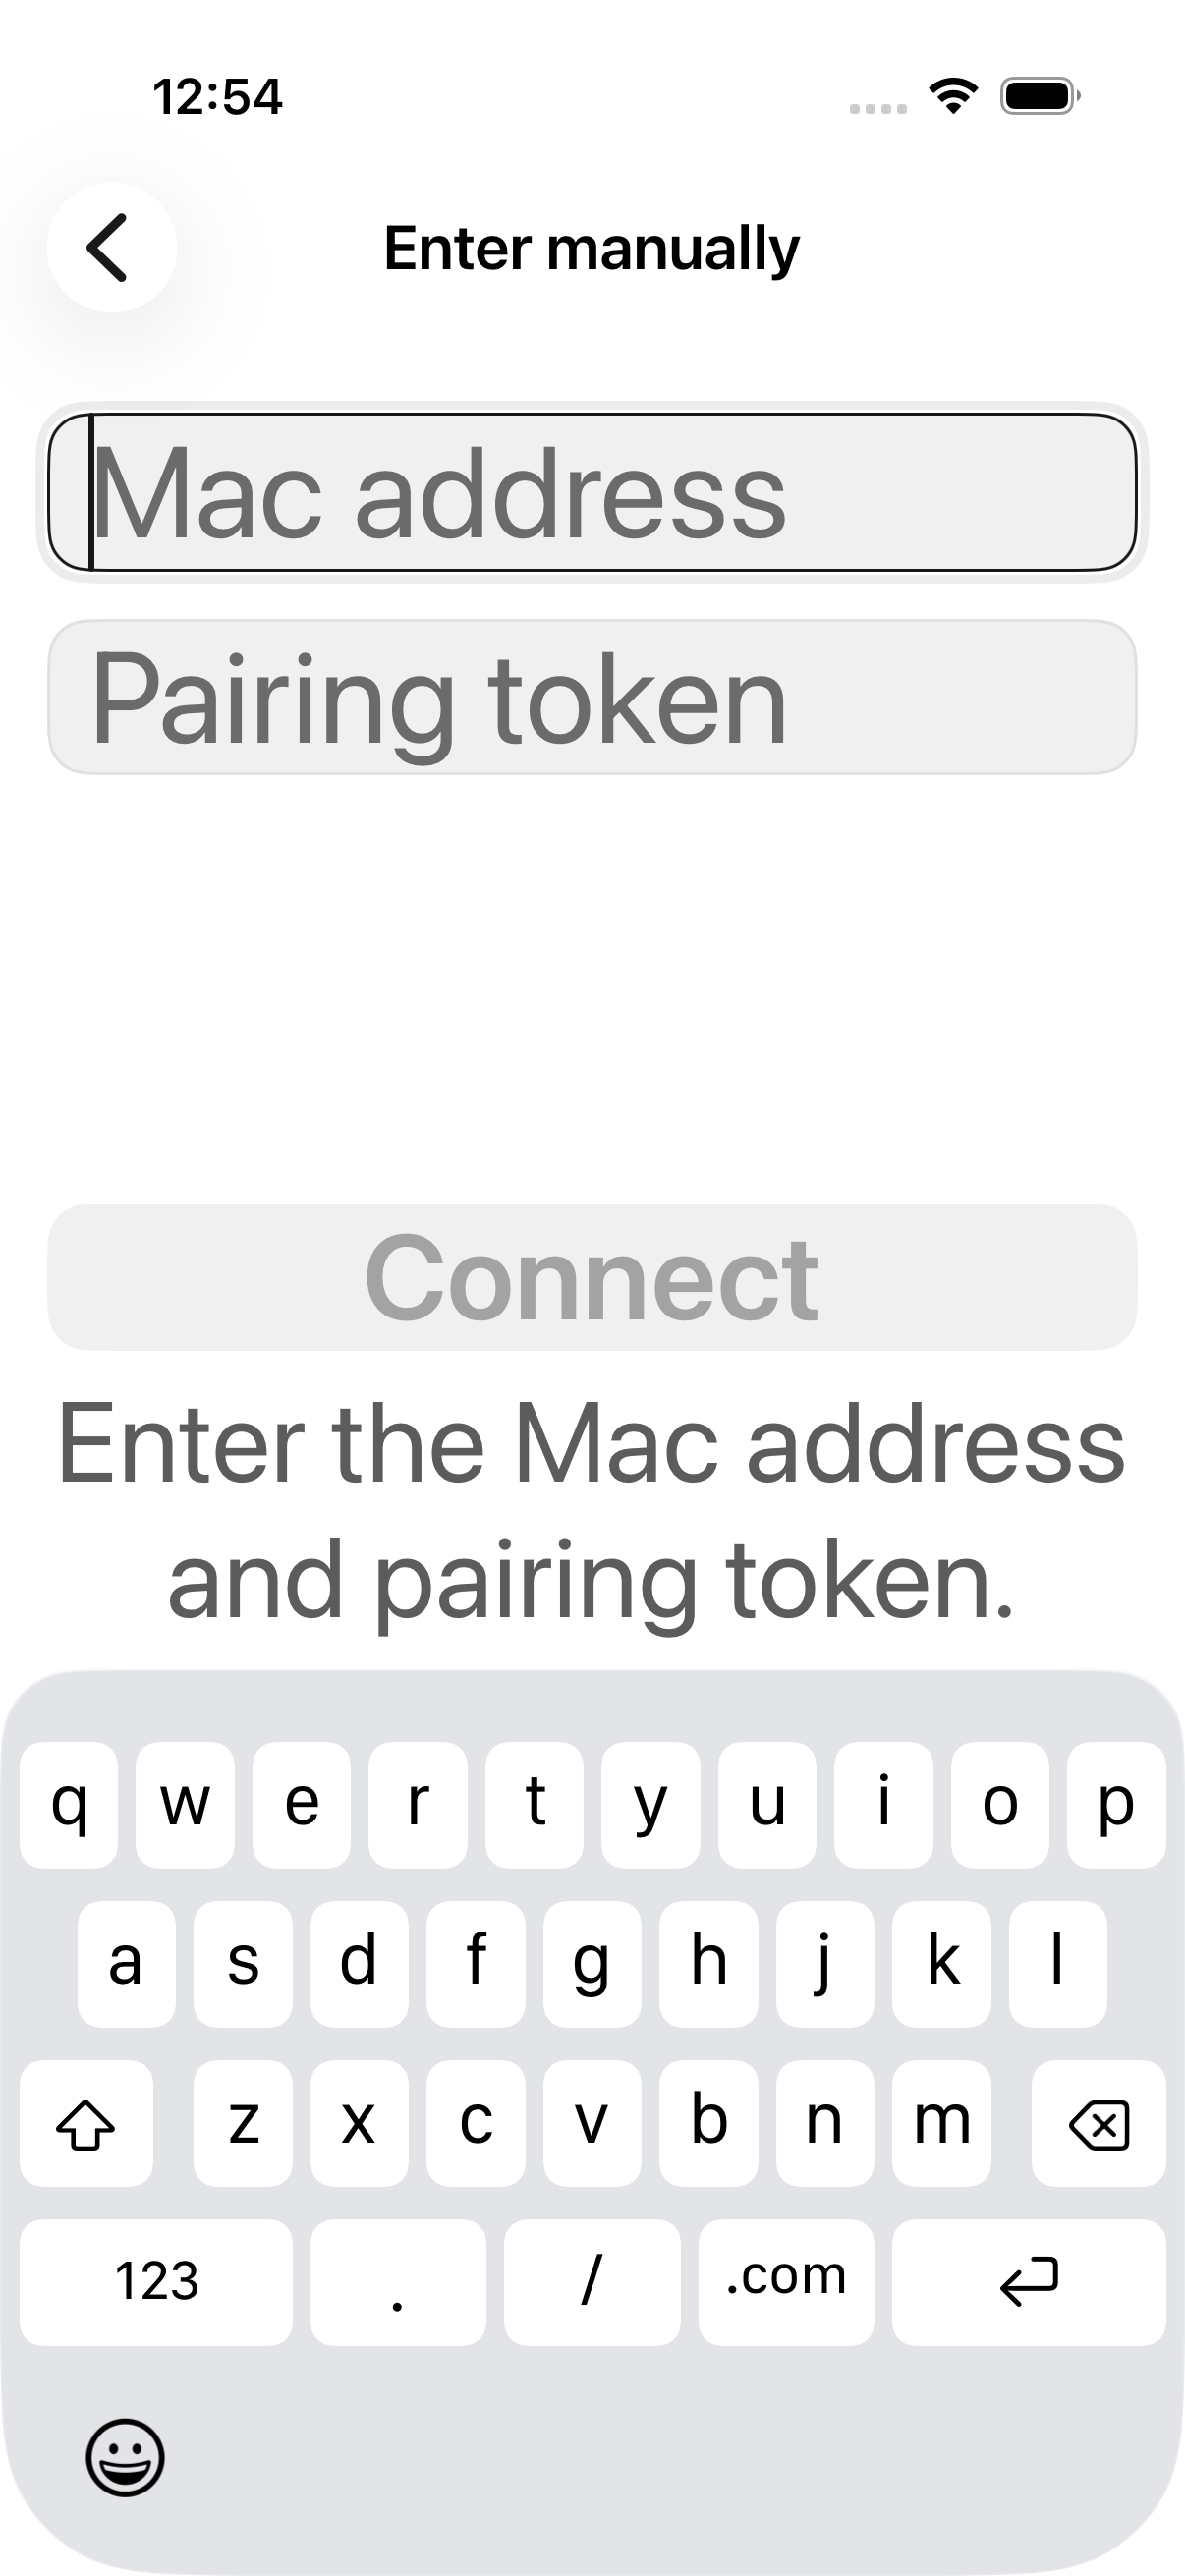 12:54
Enter manually
Mac address
Pairing token
Connect
Enter the Mac address
and pairing token.
q w e r t y u i o p
a s d f g h j k l
z x c v b n m
123 . / .com